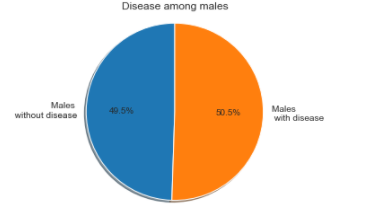 Disease among males
Males
without disease
49.5%
50.5%
Males
with disease